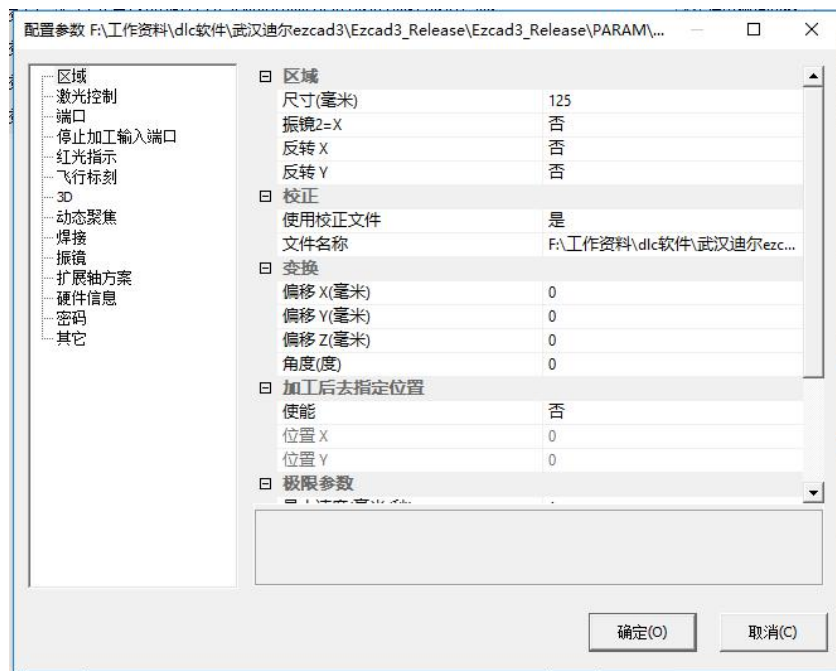 配置参数 F:\工作资料\dlc软件\武汉迪尔ezcad3\Ezcad3_Release\Ezcad3_Release\PARAM\...
区域
激光控制
端口
停止加工输入端口
红光指示
飞行标刻
3D
动态聚焦
焊接
振镜
扩展轴方案
硬件信息
密码
其它
区域
尺寸(毫米) 125
振镜2=X 否
反转 X 否
反转 Y 否
校正
使用校正文件 是
文件名称 F:\工作资料\dlc软件\武汉迪尔ezc...
变换
偏移 X(毫米) 0
偏移 Y(毫米) 0
偏移 Z(毫米) 0
角度(度) 0
加工后去指定位置
使能 否
位置 X 0
位置 Y 0
极限参数
确定(O)
取消(C)